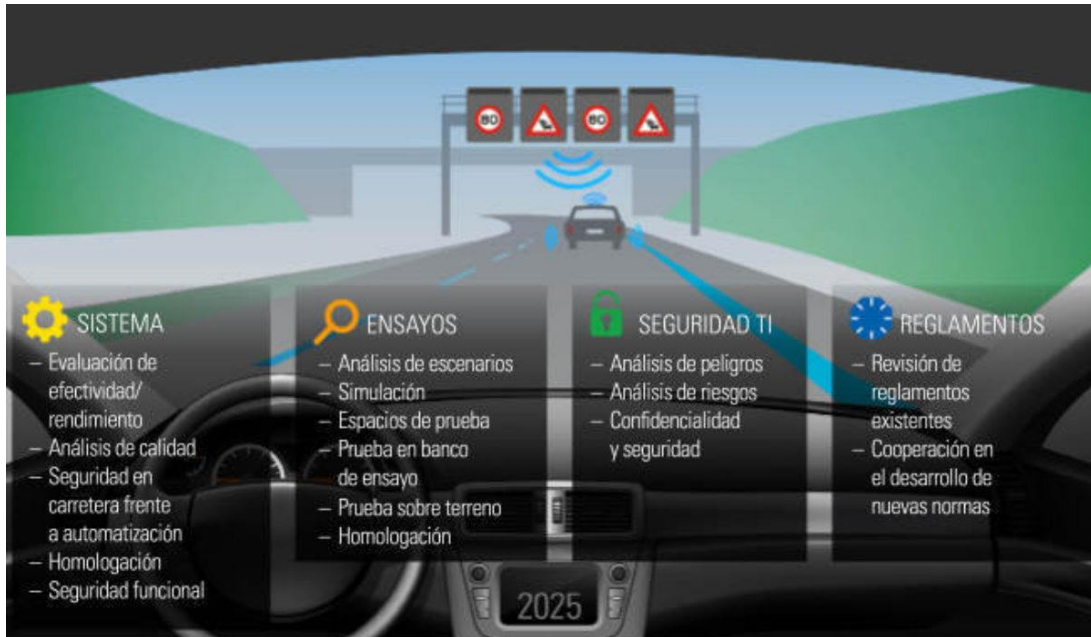 80
80
SISTEMA
– Evaluación de
efectividad/
rendimiento
– Análisis de calidad
– Seguridad en
carretera frente
a automatización
– Homologación
– Seguridad funcional
ENSAYOS
– Análisis de escenarios
– Simulación
– Espacios de prueba
– Prueba en banco
de ensayo
– Prueba sobre terreno
– Homologación
SEGURIDAD TI
– Análisis de peligros
– Análisis de riesgos
– Confidencialidad
y seguridad
REGLAMENTOS
– Revisión de
reglamentos
existentes
– Cooperación en
el desarrollo de
nuevas normas
2025